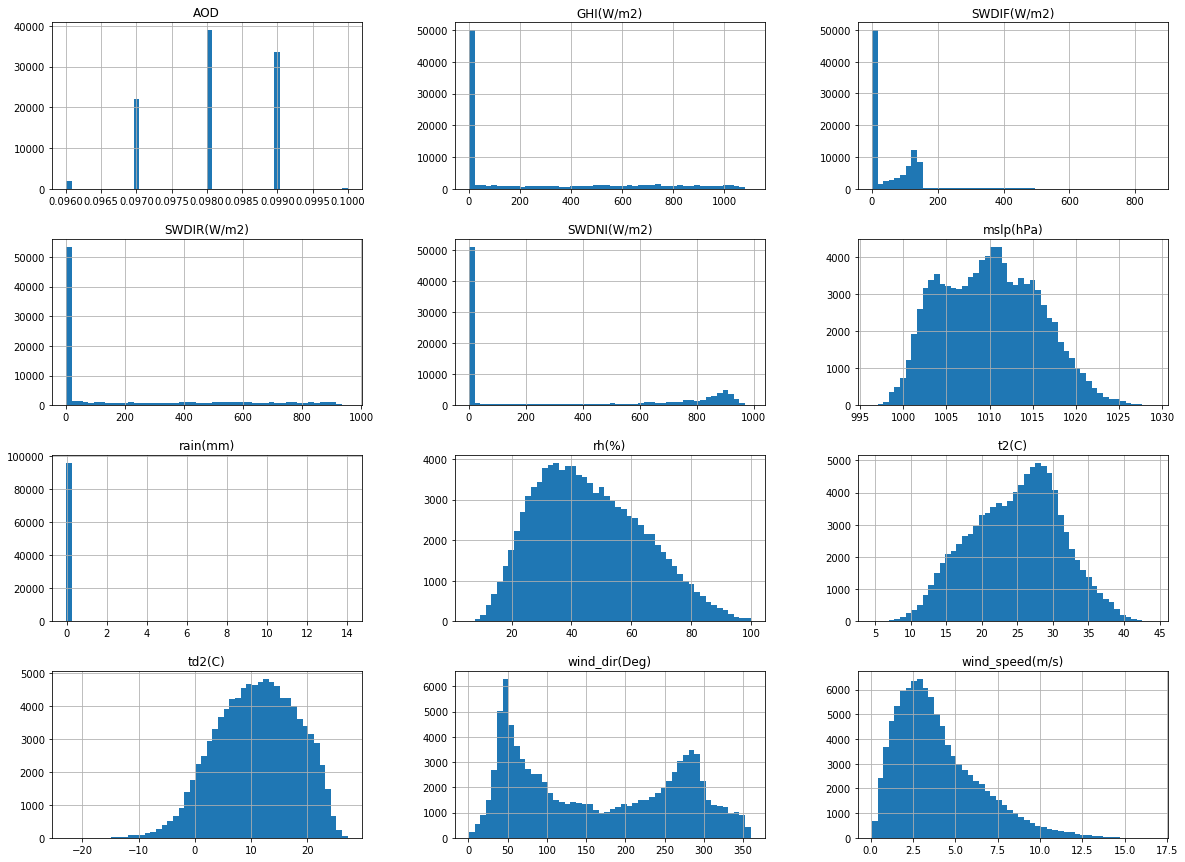 AOD
40000
30000
20000
10000
0
0.0960 0.0965 0.0970 0.0975 0.0980 0.0985 0.0990 0.0995 0.1000
GHI(W/m2)
50000
40000
30000
20000
10000
0
0 200 400 600 800 1000
SWDIF(W/m2)
50000
40000
30000
20000
10000
0
0 200 400 600 800
SWDIR(W/m2)
50000
40000
30000
20000
10000
0
0 200 400 600 800 1000
SWDNI(W/m2)
50000
40000
30000
20000
10000
0
0 200 400 600 800 1000
mslp(hPa)
4000
3000
2000
1000
0
995 1000 1005 1010 1015 1020 1025 1030
rain(mm)
100000
80000
60000
40000
20000
0
0 2 4 6 8 10 12 14
rh(%)
4000
3000
2000
1000
0
20 40 60 80 100
t2(C)
5000
4000
3000
2000
1000
0
5 10 15 20 25 30 35 40 45
td2(C)
5000
4000
3000
2000
1000
0
−20 −10 0 10 20
wind_dir(Deg)
6000
5000
4000
3000
2000
1000
0
0 50 100 150 200 250 300 350
wind_speed(m/s)
6000
5000
4000
3000
2000
1000
0
0.0 2.5 5.0 7.5 10.0 12.5 15.0 17.5